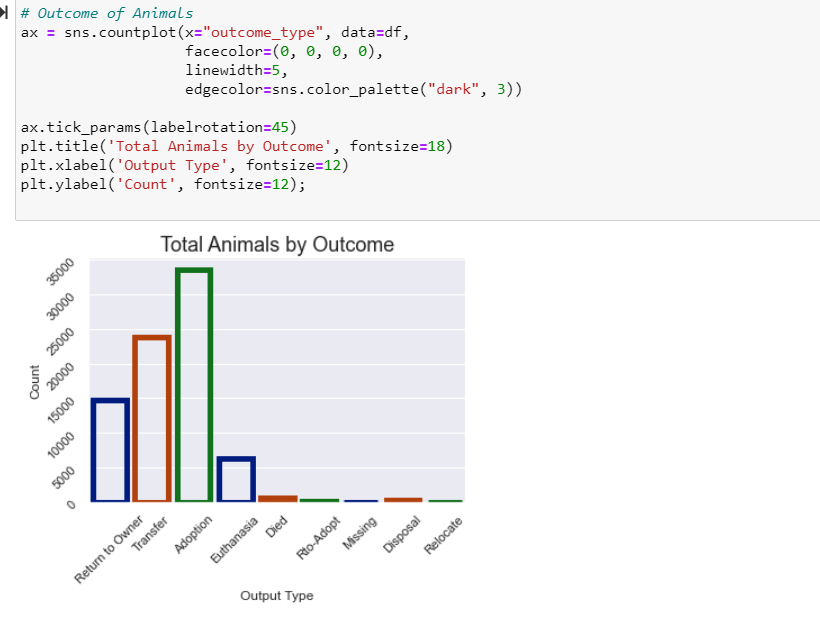 # Outcome of Animals
ax = sns.countplot(x="outcome_type", data=df,
facecolor=(0, 0, 0, 0),
linewidth=5,
edgecolor=sns.color_palette("dark", 3))
ax.tick_params(labelrotation=45)
plt.title('Total Animals by Outcome', fontsize=18)
plt.xlabel('Output Type', fontsize=12)
plt.ylabel('Count', fontsize=12);
Total Animals by Outcome
35000
30000
25000
20000
15000
10000
5000
0
Count
Return to Owner
Transfer
Adoption
Euthanasia
Died
Rto-Adopt
Missing
Disposal
Relocate
Output Type